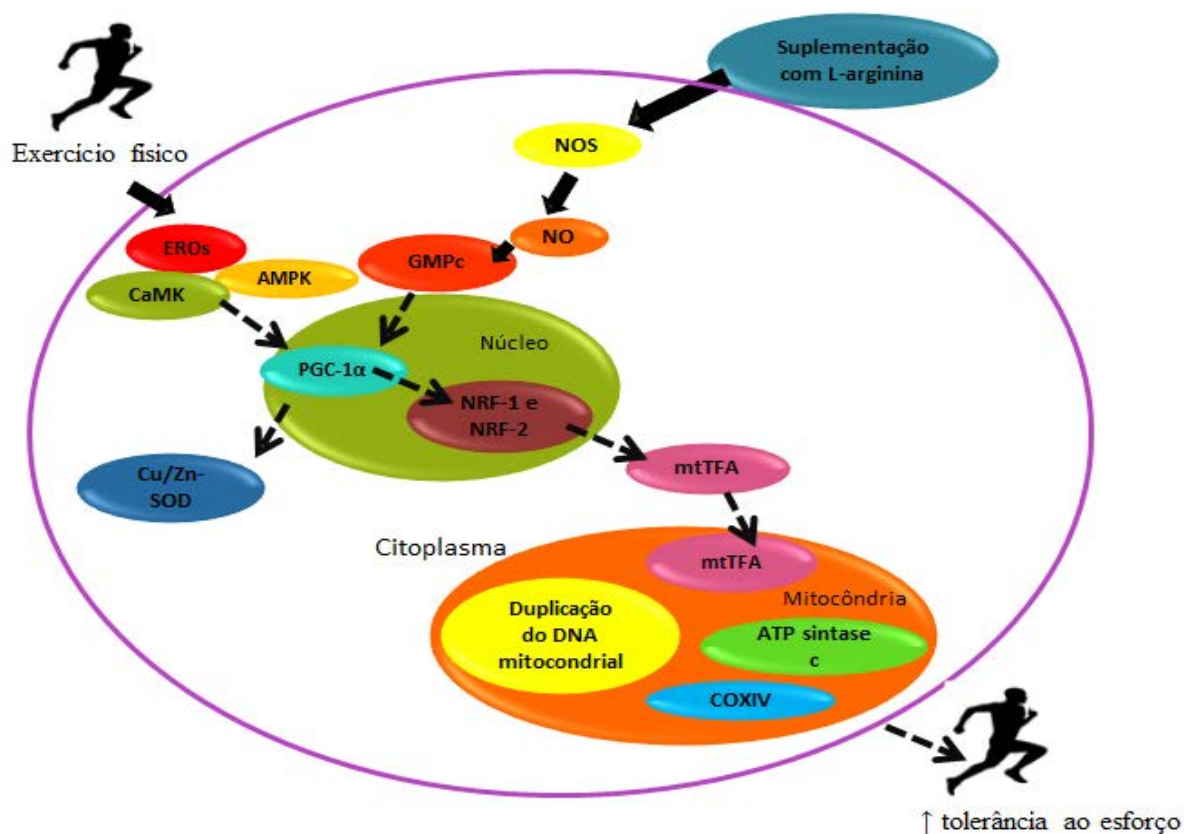 Suplementação
com L-arginina
Exercício físico
NOS
NO
EROs
GMPc
AMPK
CaMK
Núcleo
PGC-1α
NRF-1 e
NRF-2
Cu/Zn-
SOD
mtTFA
Citoplasma
mtTFA
Mitocôndria
Duplicação
do DNA
mitocondrial
ATP sintase
c
COXIV
↑ tolerância ao esforço